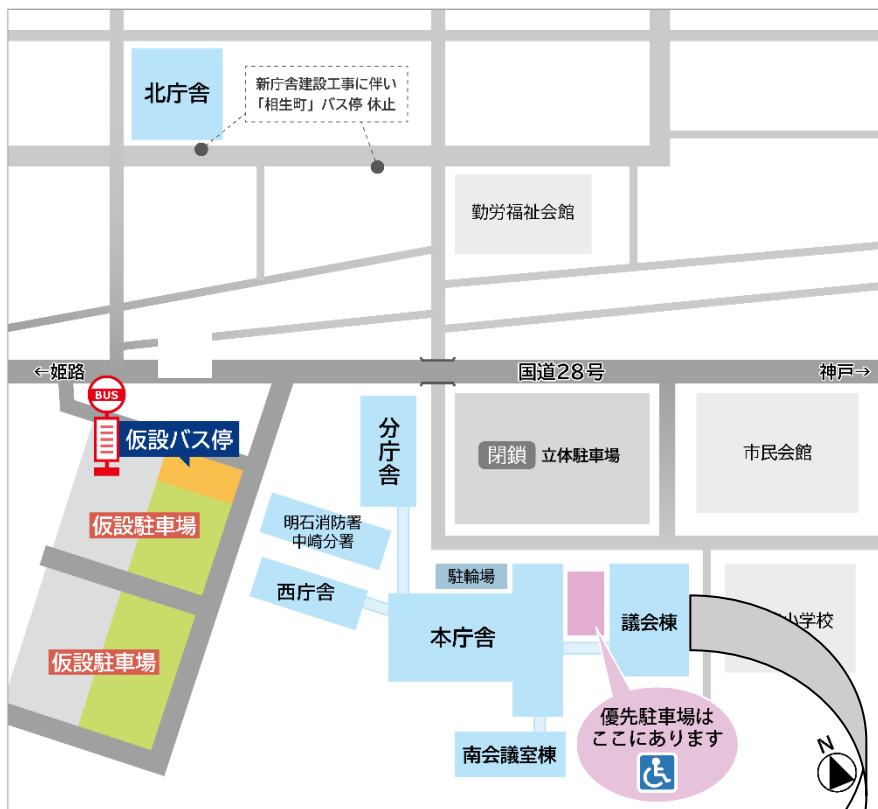 北庁舎
新庁舎建設工事に伴い
「相生町」バス停 休止
勤労福祉会館
←姫路
国道28号
神戸→
BUS
仮設バス停
分庁舎
閉鎖 立体駐車場
市民会館
仮設駐車場
明石消防署
中崎分署
西庁舎
駐輪場
本庁舎
議会棟
小学校
仮設駐車場
優先駐車場は
ここにあります
南会議室棟
N